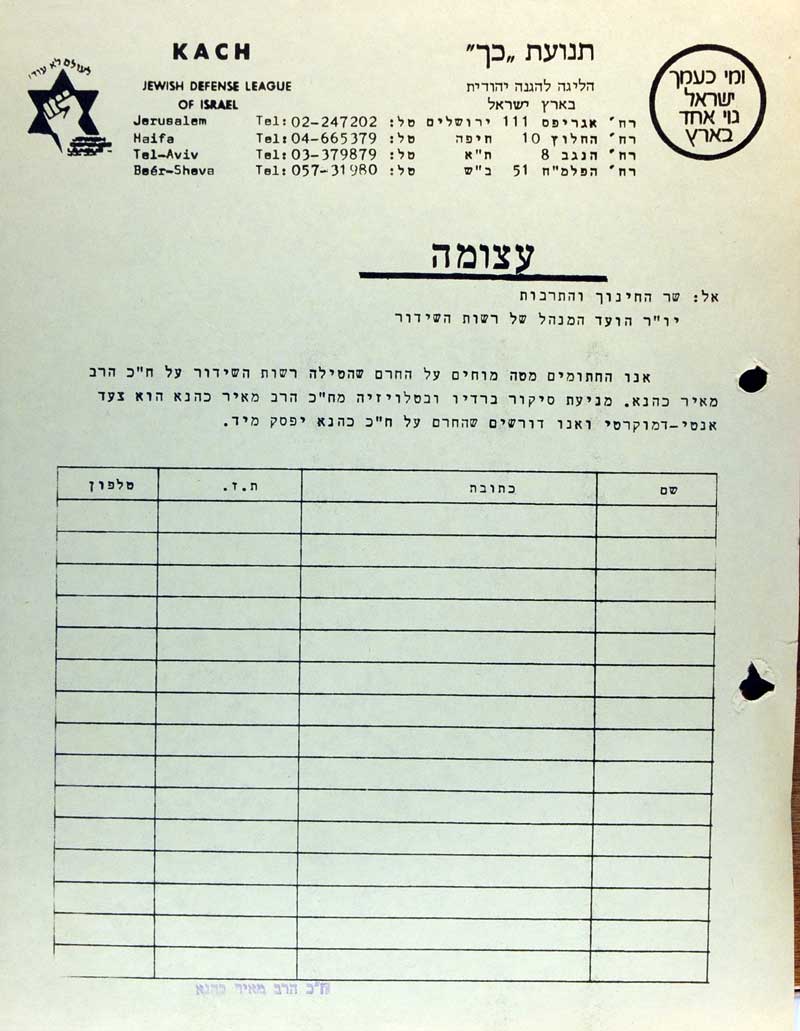 KACH
תנועת „כך"
JEWISH DEFENSE LEAGUE
OF ISRAEL
הליגה להגנה יהודית
בארץ ישראל
לעולם לא עוד!
ומי כעמך
ישראל
גוי אחד
בארץ
Jerusalem Tel:02-247202 טל: רח' אגריפס 111 ירושלים
Haifa Tel:04-665379 טל: רח' החלוץ 10 חיפה
Tel-Aviv Tel:03-379879 טל: רח' הנגב 8 ת"א
Beér-Sheva Tel:057-31980 טל: רח' הפלמ"ח 51 ב"ש
עצומה
אל: שר החינוך והתרבות
יו"ר הועד המנהל של רשות השידור
אנו החתומים מטה מוחים על החרם שהטילה רשות השידור על ח"כ הרב
מאיר כהנא. מניעת סיקור ברדיו ובטלויזיה מח"כ הרב מאיר כהנא הוא צעד
אנטי-דמוקרטי ואנו דורשים שהחרם על ח"כ כהנא יפסק מיד.
שם כתובת ת.ז. טלפון
ח"כ הרב מאיר כהנא